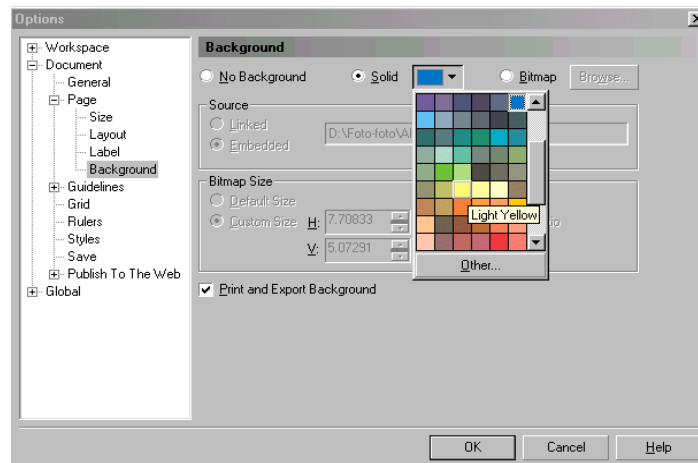 Options
Workspace
Document
General
Page
Size
Layout
Label
Background
Guidelines
Grid
Rulers
Styles
Save
Publish To The Web
Global
Background
No Background
Solid
Bitmap
Browse...
Source
Linked
Embedded
D:\Foto-foto\Al
Bitmap Size
Default Size
Custom Size
H: 7.70833
V: 5.07291
Light Yellow
Other...
Print and Export Background
OK
Cancel
Help